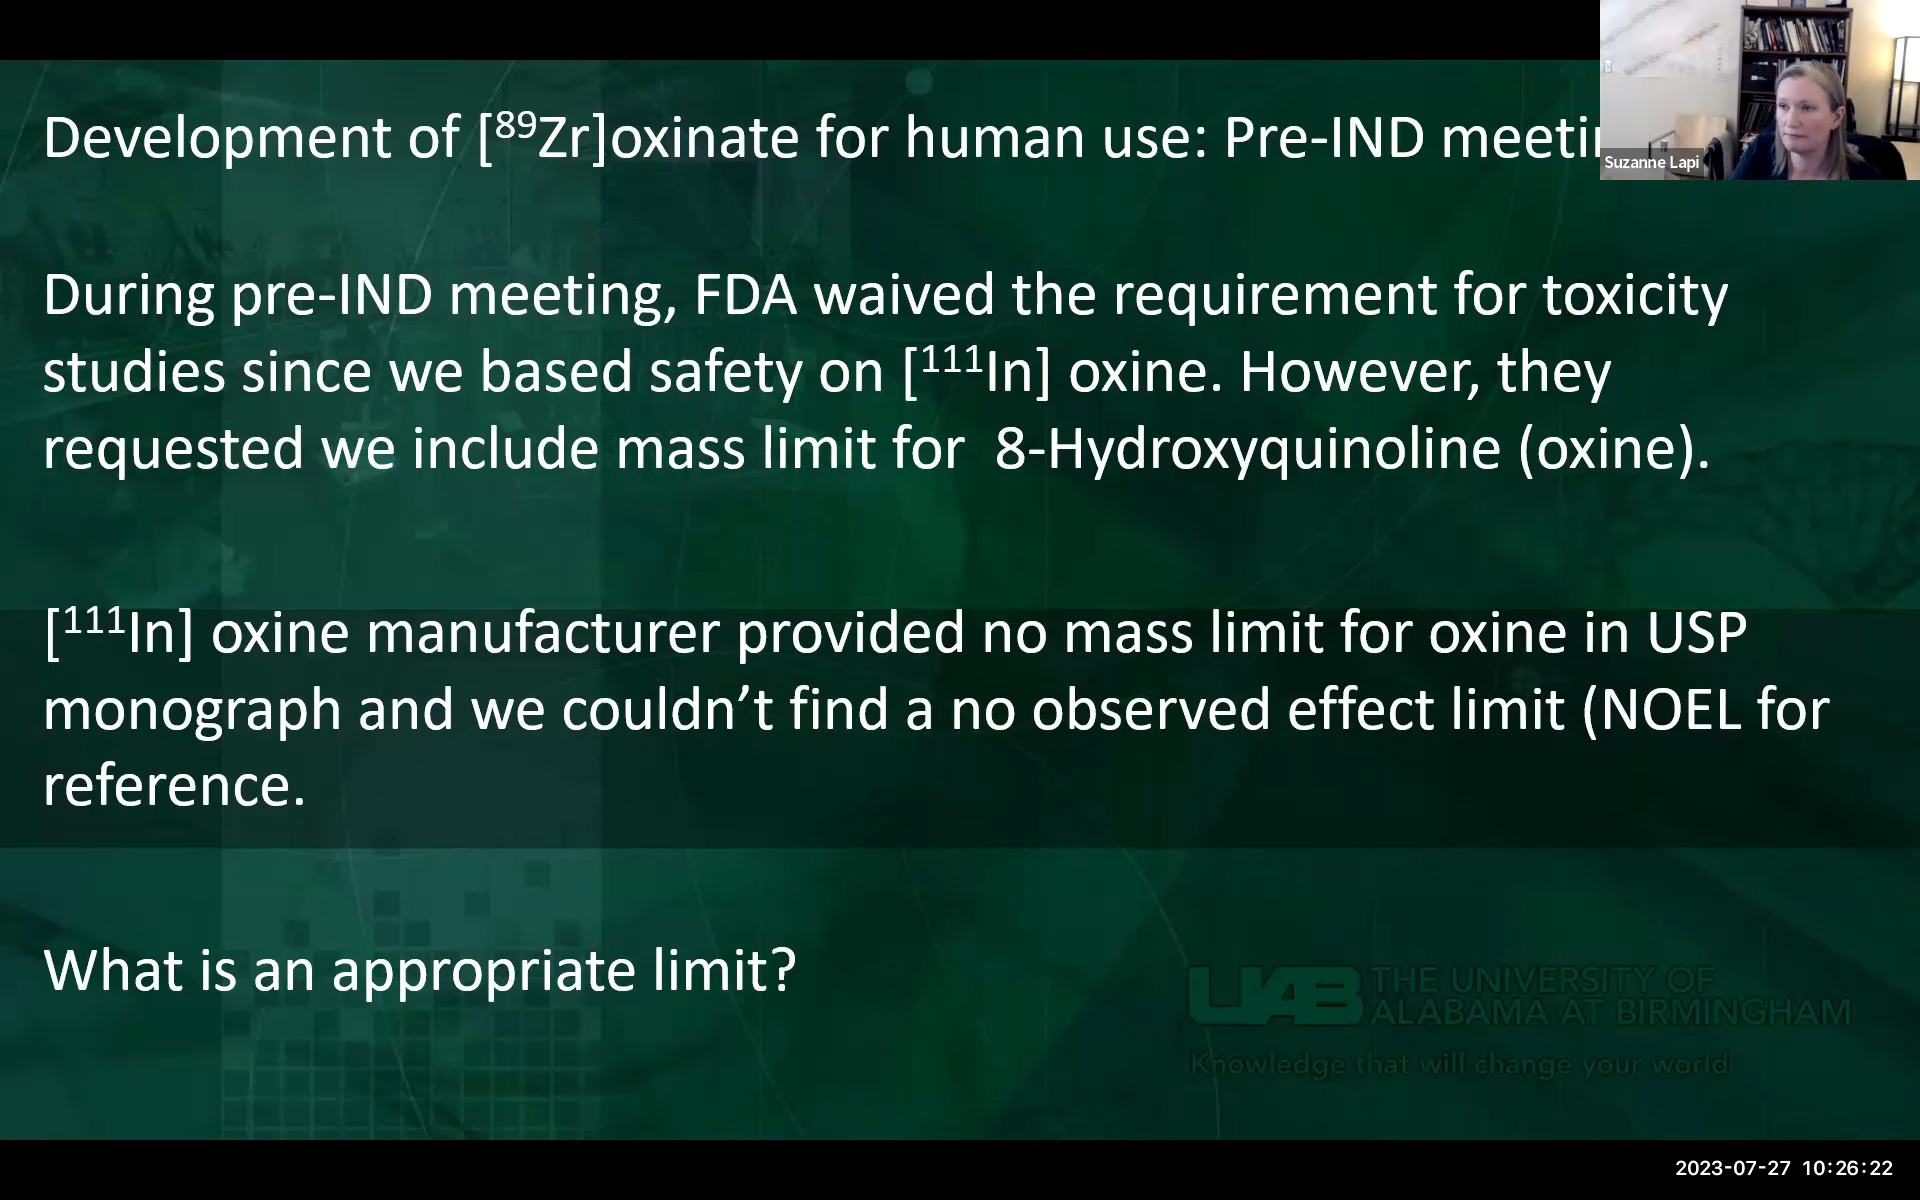 Development of [⁸⁹Zr]oxinate for human use: Pre-IND meetin
Suzanne Lapi
During pre-IND meeting, FDA waived the requirement for toxicity
studies since we based safety on [¹¹¹In] oxine. However, they
requested we include mass limit for 8-Hydroxyquinoline (oxine).
[¹¹¹In] oxine manufacturer provided no mass limit for oxine in USP
monograph and we couldn’t find a no observed effect limit (NOEL for
reference.
What is an appropriate limit?
UAB THE UNIVERSITY OF
ALABAMA AT BIRMINGHAM
Knowledge that will change your world
2023-07-27 10:26:22